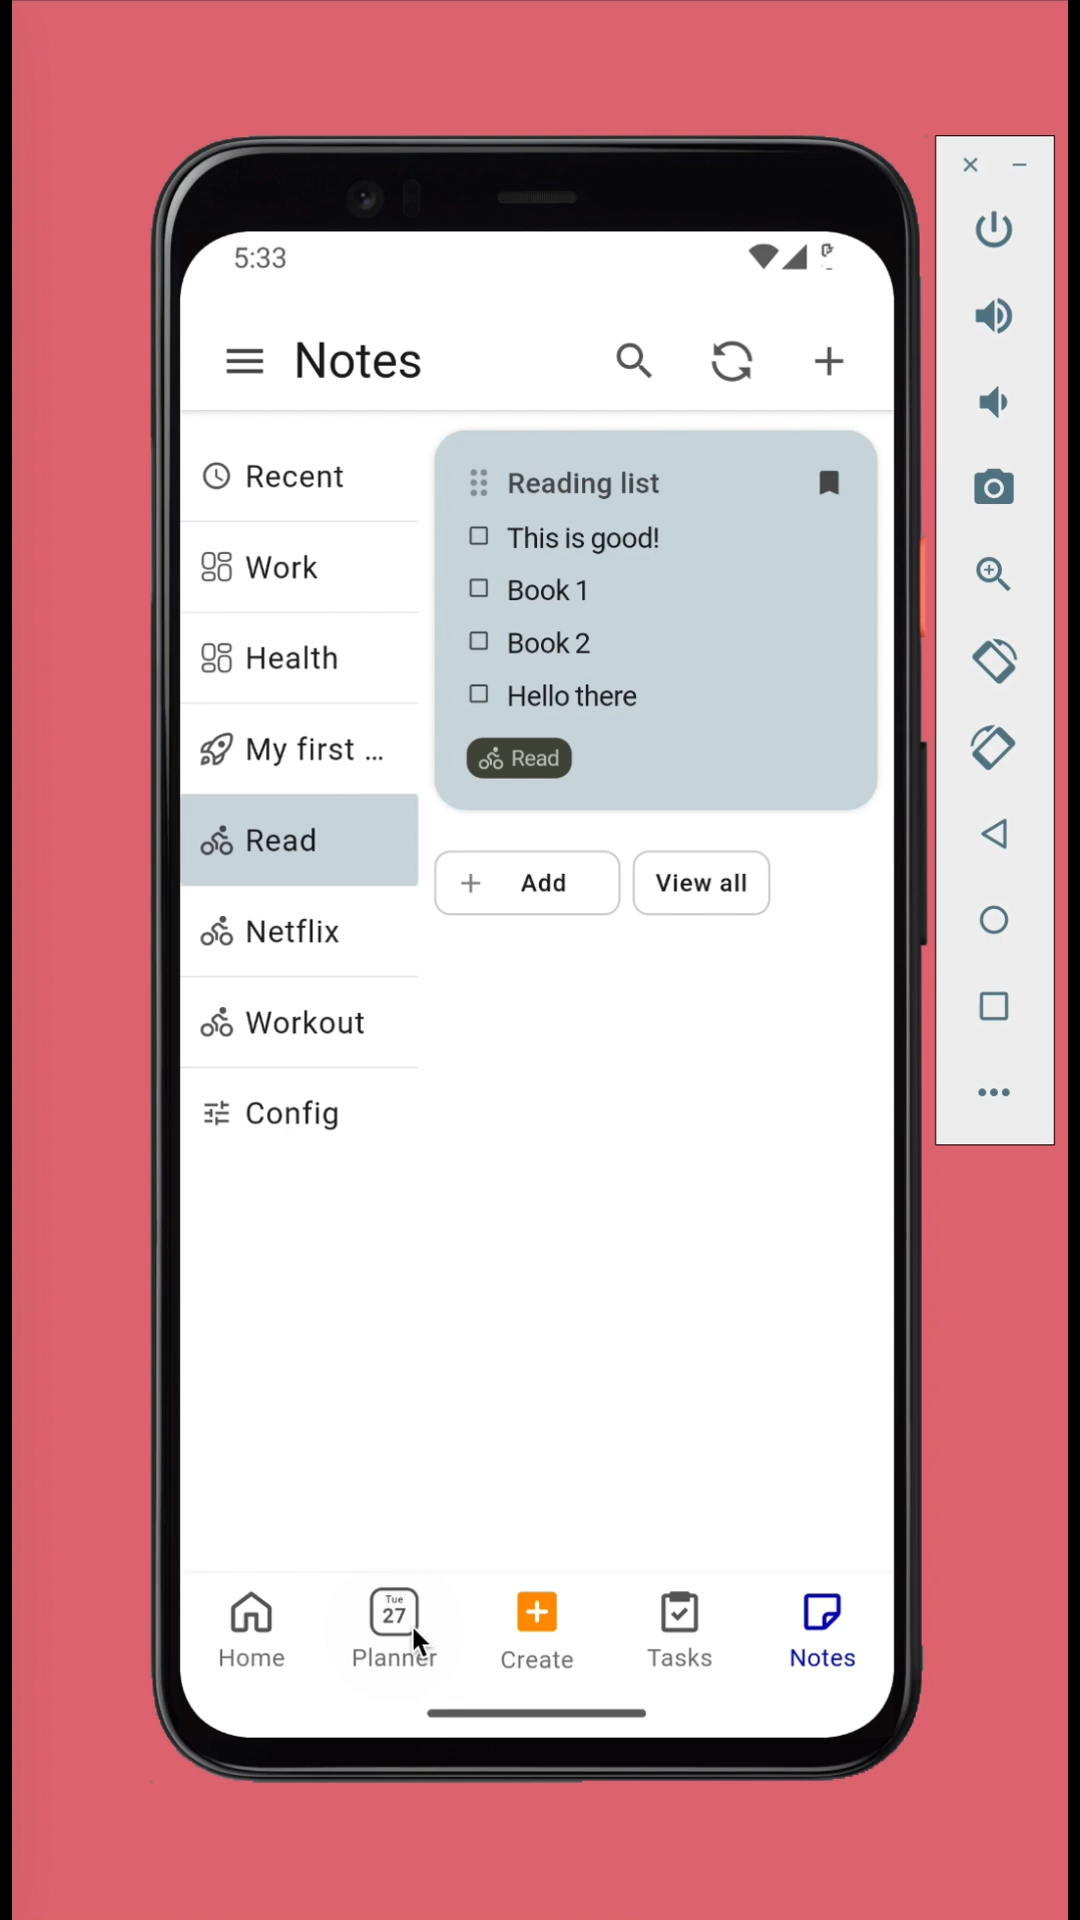 5:33
Notes
Recent
Work
Health
My first ...
Read
Netflix
Workout
Config
Reading list
This is good!
Book 1
Book 2
Hello there
Read
Add
View all
Home
Tue
27
Planner
Create
Tasks
Notes